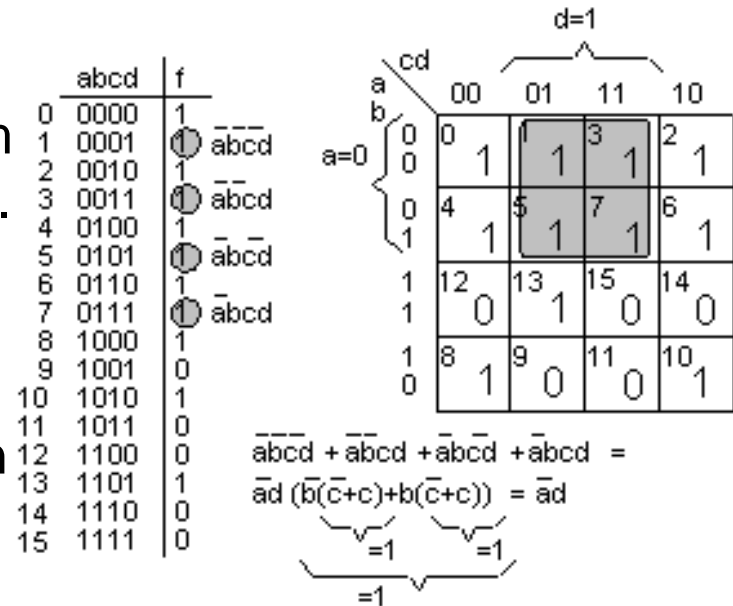 abcd f
0 0000 1
1 0001 1 a̅b̅c̅d
2 0010 1
3 0011 1 a̅b̅cd
4 0100 1
5 0101 1 a̅bc̅d
6 0110 1
7 0111 1 a̅bcd
8 1000 1
9 1001 0
10 1010 1
11 1011 0
12 1100 0
13 1101 1
14 1110 0
15 1111 0
d=1
cd
a
b
00 01 11 10
a=0
0 0 1 3 2
0 1 1 1 1
0 4 5 7 6
1 1 1 1 1
1 12 13 15 14
1 0 1 0 0
1 8 9 11 10
0 1 0 0 1
a̅b̅c̅d + a̅b̅cd + a̅bc̅d + a̅bcd =
a̅d (b̅(c̅+c)+b(c̅+c)) = a̅d
=1 =1
=1